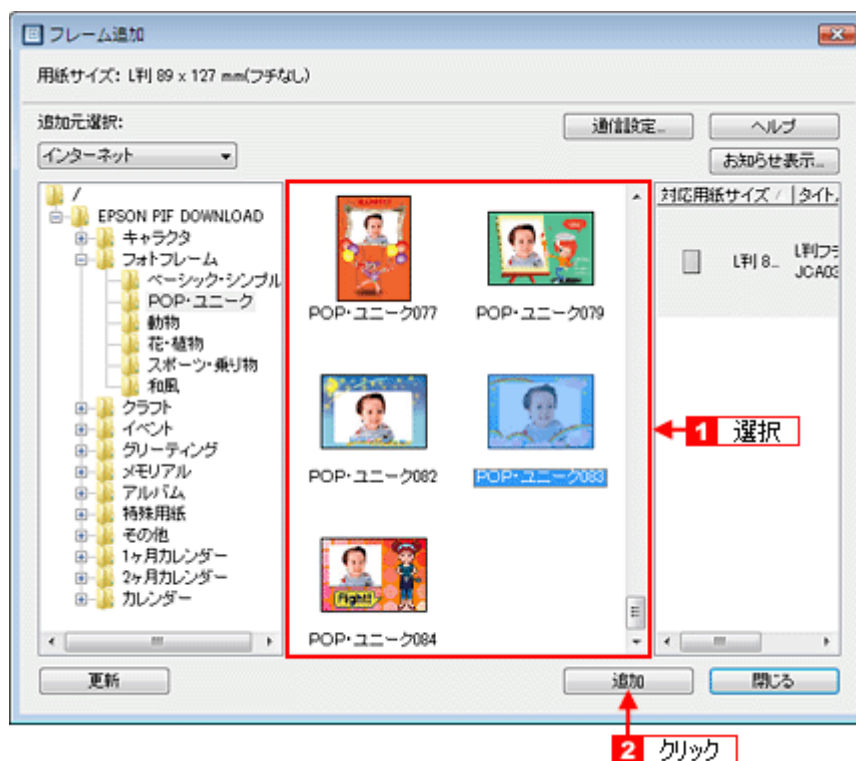 フレーム追加
用紙サイズ: L判 89 x 127 mm(フチなし)
追加元選択:
通信設定...
ヘルプ
インターネット
お知らせ表示...
/
EPSON PIF DOWNLOAD
キャラクタ
フォトフレーム
ベーシック・シンプル
POP・ユニーク
動物
花・植物
スポーツ・乗り物
和風
クラフト
イベント
グリーティング
メモリアル
アルバム
特殊用紙
その他
1ヶ月カレンダー
2ヶ月カレンダー
カレンダー
POP・ユニーク077
POP・ユニーク079
POP・ユニーク082
POP・ユニーク083
Fight!!
POP・ユニーク084
対応用紙サイズ / タイトル
L判 8...
L判フチ
JCA03
1 選択
更新
追加
閉じる
2 クリック